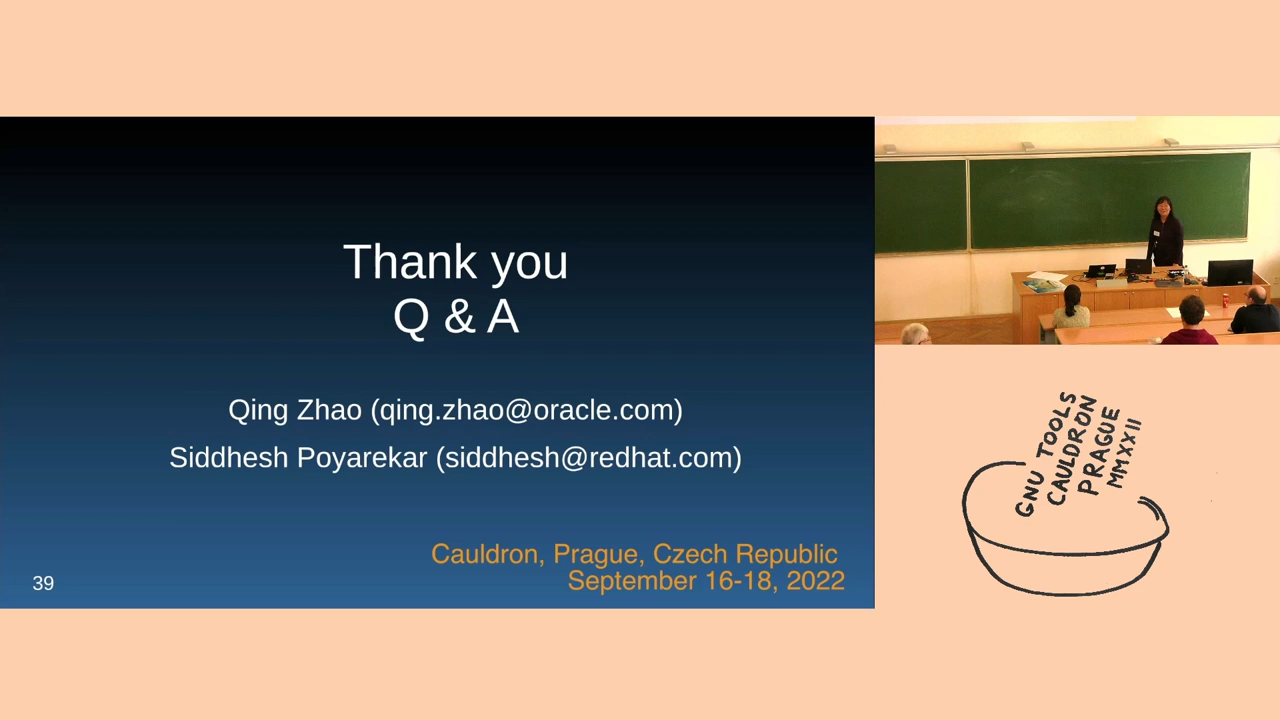 Thank you
Q & A
Qing Zhao (qing.zhao@oracle.com)
Siddhesh Poyarekar (siddhesh@redhat.com)
Cauldron, Prague, Czech Republic
September 16-18, 2022
39
GNU TOOLS
CAULDRON
PRAGUE
MMXXII